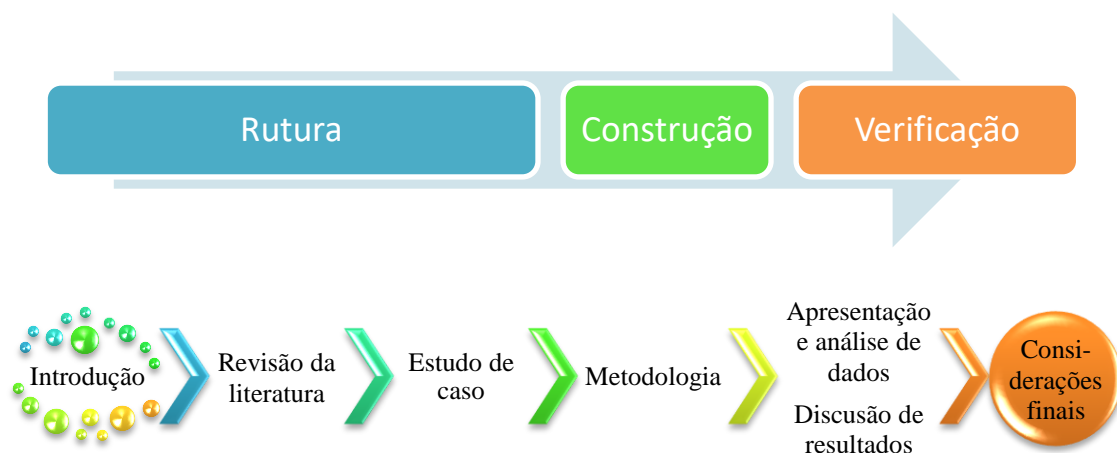 Rutura
Construção
Verificação
Introdução
Revisão da
literatura
Estudo de
caso
Metodologia
Apresentação
e análise de
dados
Discusão de
resultados
Consi-
derações
finais